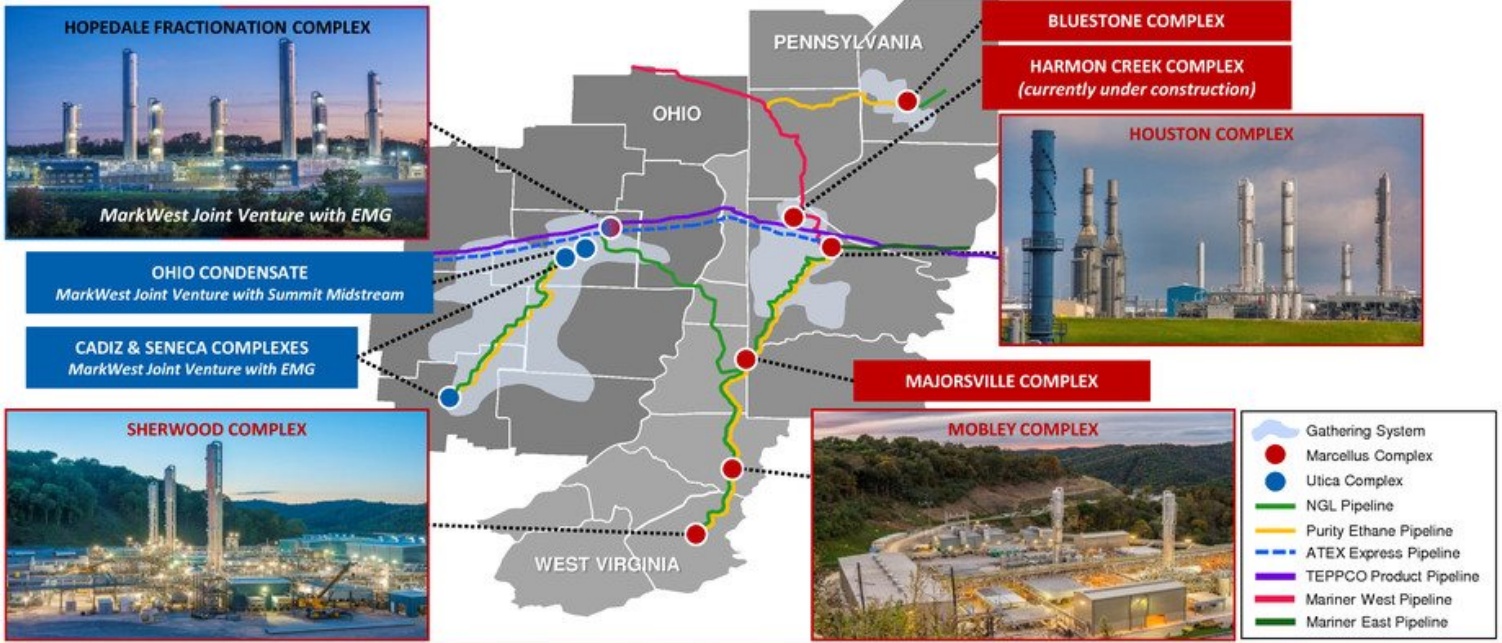 HOPEDALE FRACTIONATION COMPLEX
MarkWest Joint Venture with EMG
OHIO CONDENSATE
MarkWest Joint Venture with Summit Midstream
CADIZ & SENECA COMPLEXES
MarkWest Joint Venture with EMG
SHERWOOD COMPLEX
PENNSYLVANIA
OHIO
WEST VIRGINIA
BLUESTONE COMPLEX
HARMON CREEK COMPLEX
(currently under construction)
HOUSTON COMPLEX
MAJORSVILLE COMPLEX
MOBLEY COMPLEX
Gathering System
Marcellus Complex
Utica Complex
NGL Pipeline
Purity Ethane Pipeline
ATEX Express Pipeline
TEPPCO Product Pipeline
Mariner West Pipeline
Mariner East Pipeline